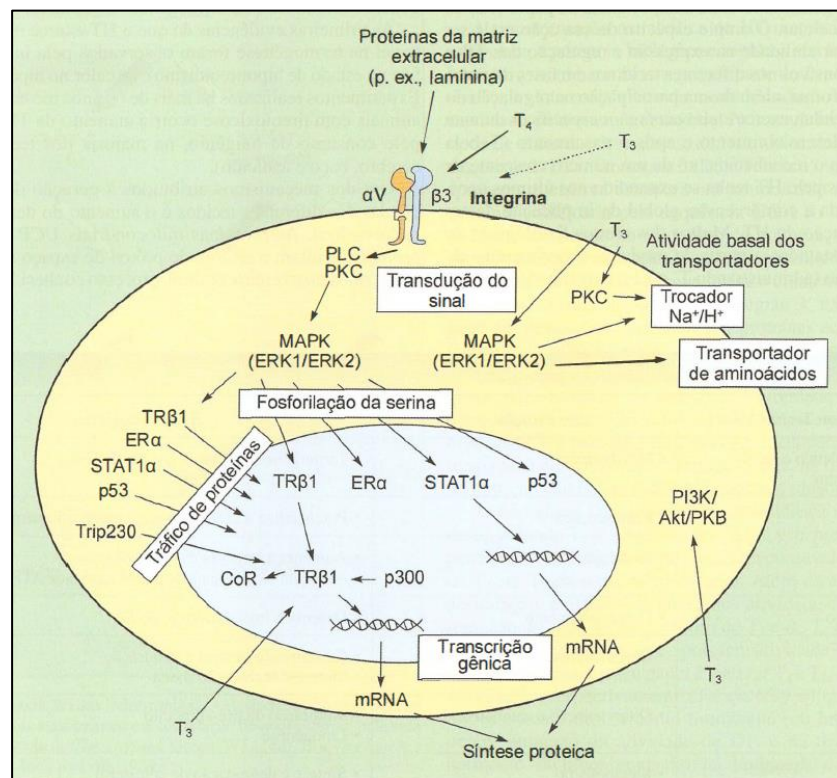 Proteínas da matriz
extracelular
(p. ex., laminina)
T₄
T₃
αV
β3
Integrina
T₃
Atividade basal dos
transportadores
PLC
PKC
Transdução do
sinal
PKC
Trocador
Na⁺/H⁺
MAPK
(ERK1/ERK2)
MAPK
(ERK1/ERK2)
Transportador
de aminoácidos
Fosforilação da serina
TRβ1
ERα
STAT1α
p53
Trip230
Tráfico de proteínas
TRβ1
ERα
STAT1α
p53
PI3K/
Akt/PKB
CoR
TRβ1
p300
Transcrição
gênica
mRNA
mRNA
T₃
T₃
Síntese proteica